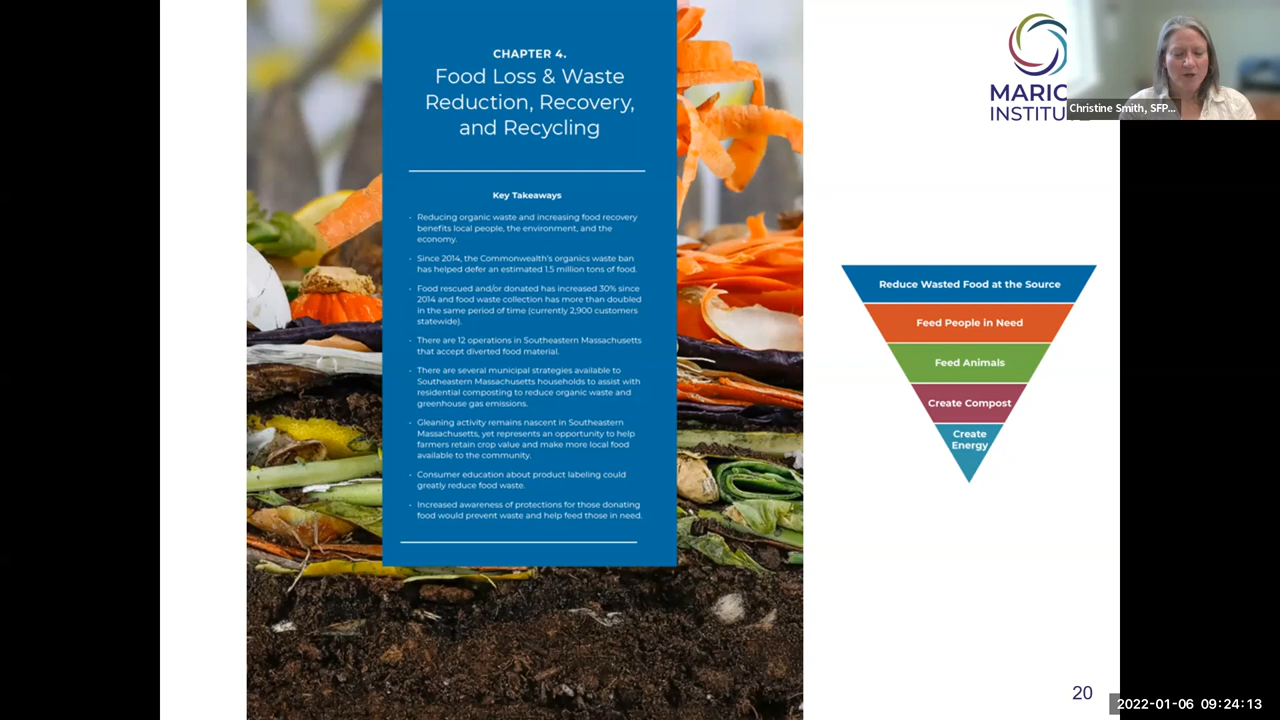 CHAPTER 4.
Food Loss & Waste
Reduction, Recovery,
and Recycling
Key Takeaways
· Reducing organic waste and increasing food recovery
benefits local people, the environment, and the
economy.
· Since 2014, the Commonwealth's organics waste ban
has helped defer an estimated 1.5 million tons of food.
· Food rescued and/or donated has increased 30% since
2014 and food waste collection has more than doubled
in the same period of time (currently 2,900 customers
statewide).
· There are 12 operations in Southeastern Massachusetts
that accept diverted food material.
· There are several municipal strategies available to
Southeastern Massachusetts households to assist with
residential composting to reduce organic waste and
greenhouse gas emissions.
· Gleaning activity remains nascent in Southeastern
Massachusetts, yet represents an opportunity to help
farmers retain crop value and make more local food
available to the community.
· Consumer education about product labeling could
greatly reduce food waste.
· Increased awareness of protections for those donating
food would prevent waste and help feed those in need.
MARIC
INSTITU
Christine Smith, SFP...
Reduce Wasted Food at the Source
Feed People in Need
Feed Animals
Create Compost
Create
Energy
20
2022-01-06 09:24:13